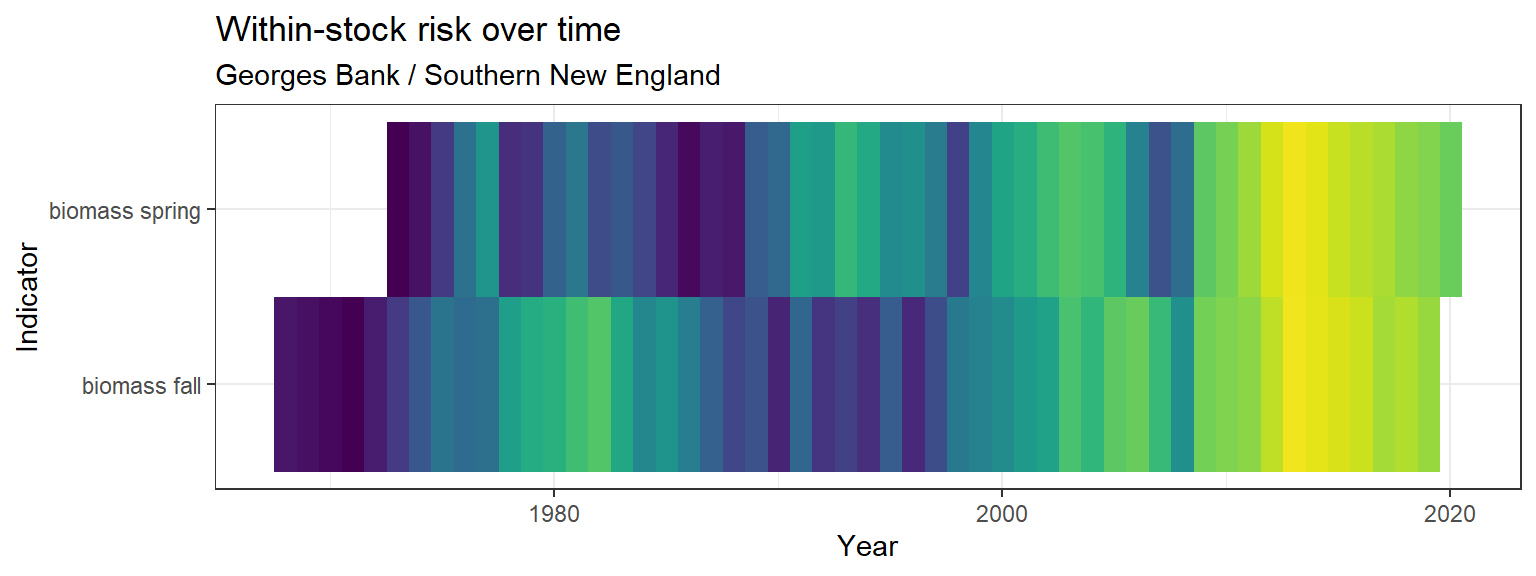 Within-stock risk over time
Georges Bank / Southern New England
biomass spring
biomass fall
Indicator
1980
2000
2020
Year